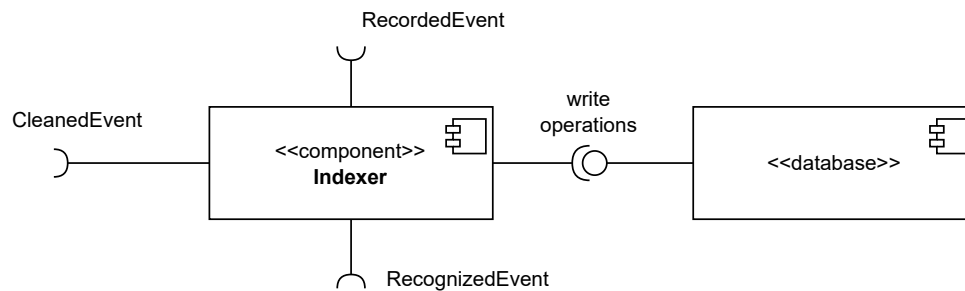 RecordedEvent
CleanedEvent
<<component>>
Indexer
write
operations
<<database>>
RecognizedEvent